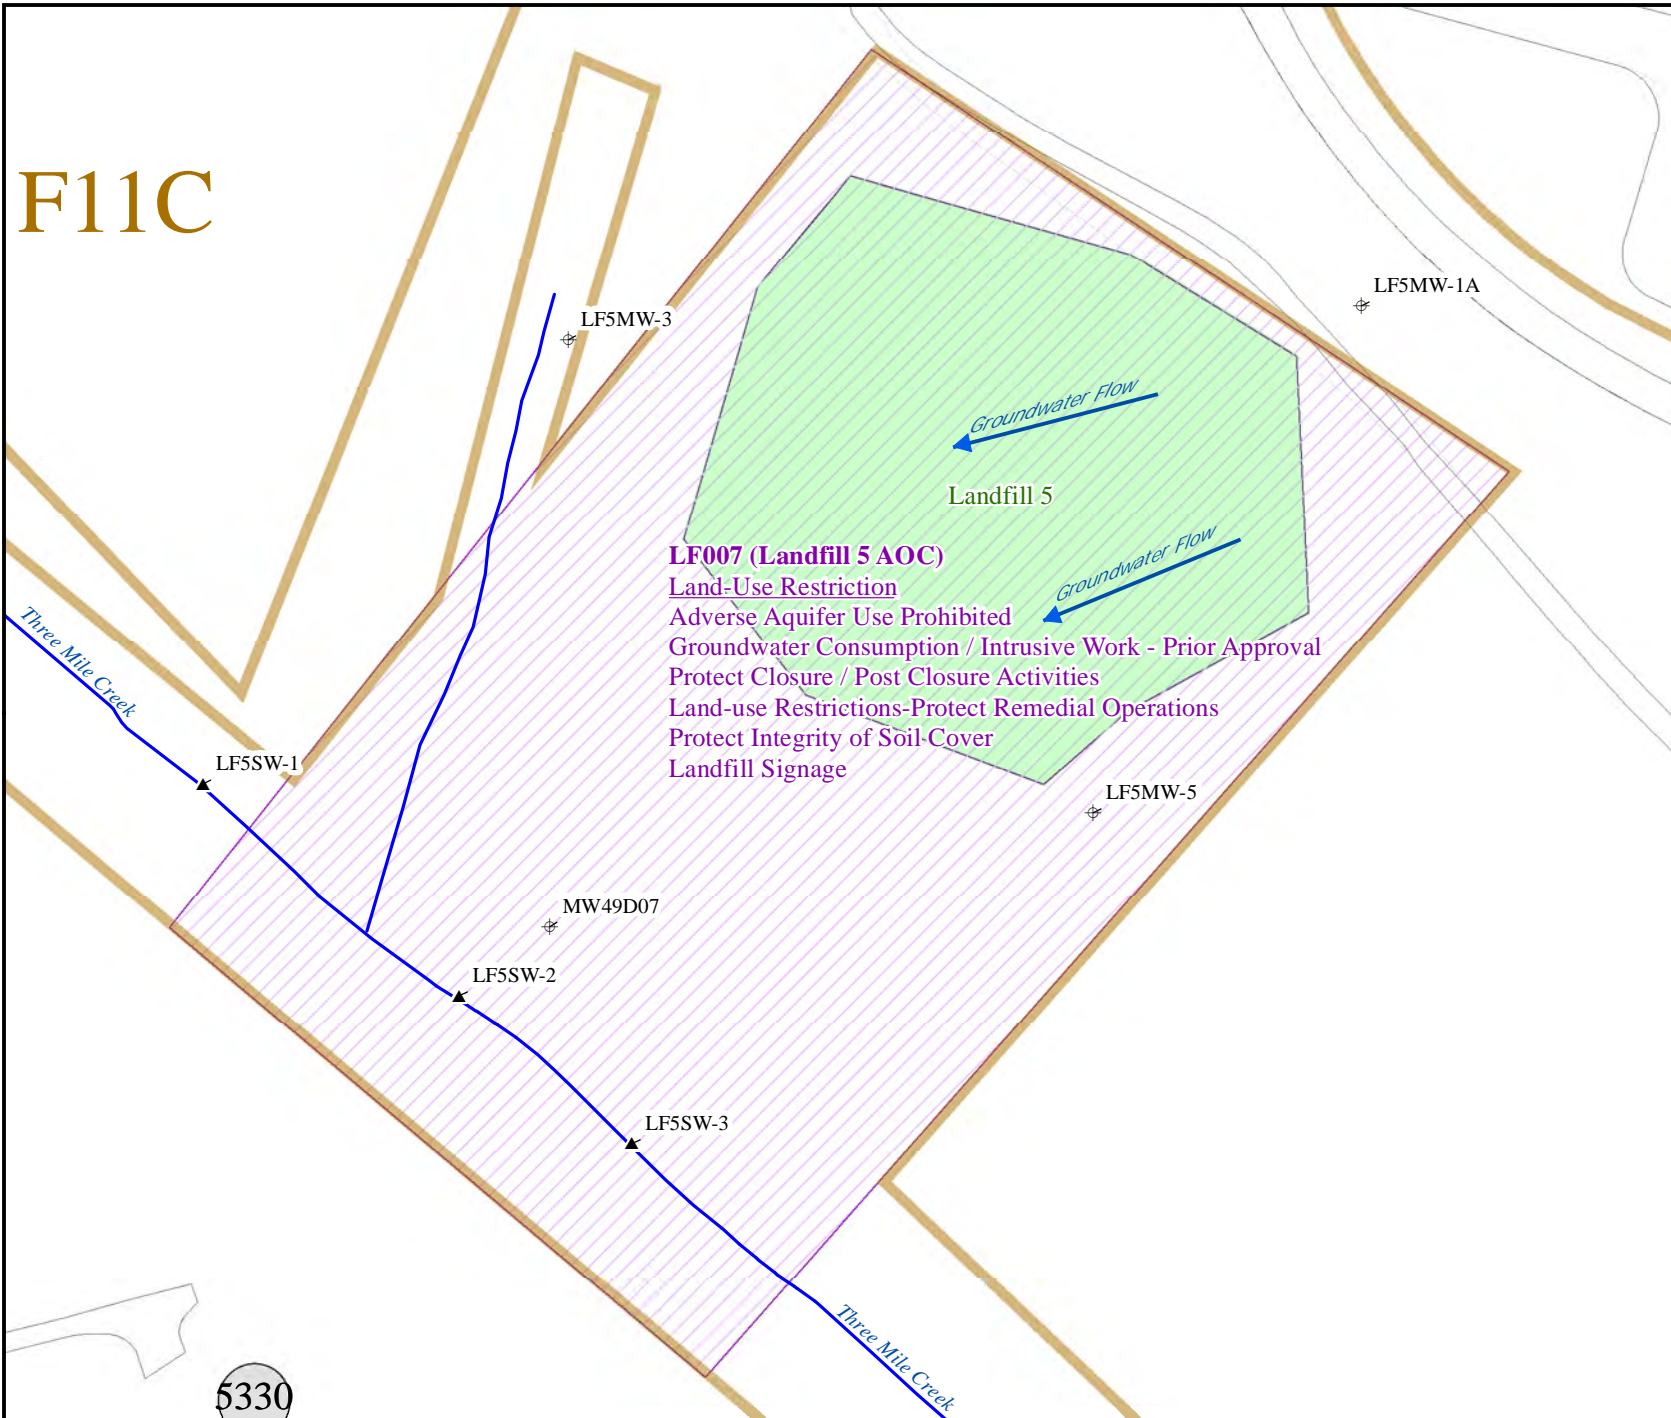 F11C
LF5MW-1A
LF5MW-3
Groundwater Flow
Landfill 5
Groundwater Flow
LF007 (Landfill 5 AOC)
Land-Use Restriction
Adverse Aquifer Use Prohibited
Groundwater Consumption / Intrusive Work - Prior Approval
Protect Closure / Post Closure Activities
Land-use Restrictions-Protect Remedial Operations
Protect Integrity of Soil Cover
Landfill Signage
Three Mile Creek
LF5SW-1
LF5MW-5
MW49D07
LF5SW-2
LF5SW-3
Three Mile Creek
5330